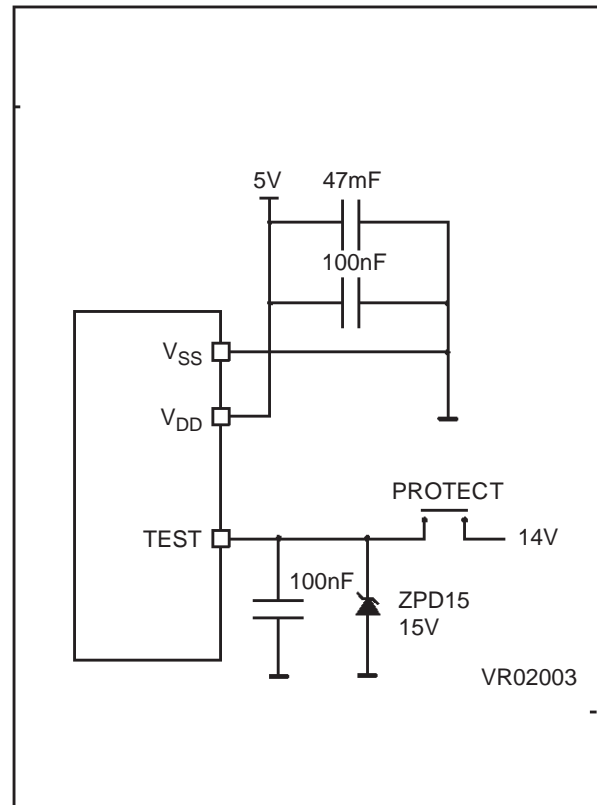 5V 47mF
100nF
VSS
VDD
PROTECT
TEST
14V
100nF
ZPD15
15V
VR02003